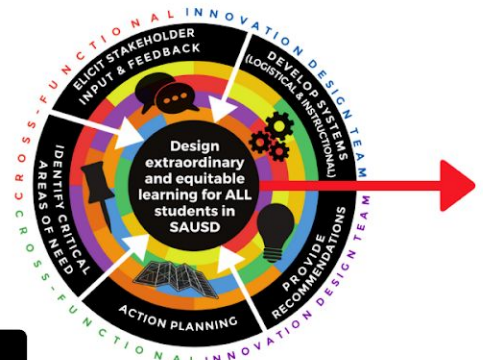 CROSS-FUNCTIONAL INNOVATION DESIGN TEAM
ELICIT STAKEHOLDER
INPUT & FEEDBACK
DEVELOP SYSTEMS
(LOGISTICAL & INSTRUCTIONAL)
IDENTIFY CRITICAL
AREAS OF NEED
Design
extraordinary
and equitable
learning for ALL
students in
SAUSD
PROVIDE
RECOMMENDATIONS
ACTION PLANNING
CROSS-FUNCTIONAL INNOVATION DESIGN TEAM